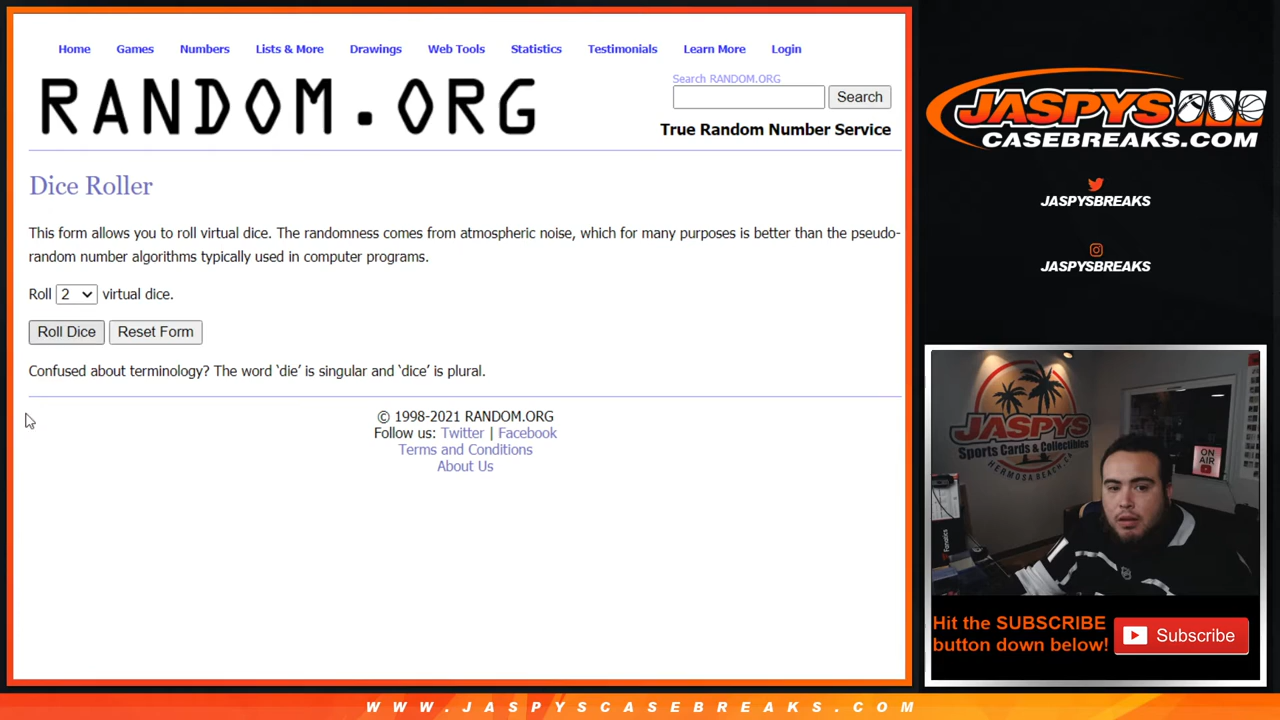 Home Games Numbers Lists & More Drawings Web Tools Statistics Testimonials Learn More Login
RANDOM.ORG
Search RANDOM.ORG
Search
True Random Number Service
Dice Roller
This form allows you to roll virtual dice. The randomness comes from atmospheric noise, which for many purposes is better than the pseudo-
random number algorithms typically used in computer programs.
Roll 2 virtual dice.
Roll Dice Reset Form
Confused about terminology? The word ‘die’ is singular and ‘dice’ is plural.
© 1998-2021 RANDOM.ORG
Follow us: Twitter | Facebook
Terms and Conditions
About Us
JASPYS
CASEBREAKS.COM
JASPYSBREAKS
JASPYSBREAKS
JASPYS
Sports Cards & Collectibles
HERMOSA BEACH, CA
ON AIR
Fanatics
Hit the SUBSCRIBE
button down below!
Subscribe
WWW.JASPYSCASEBREAKS.COM